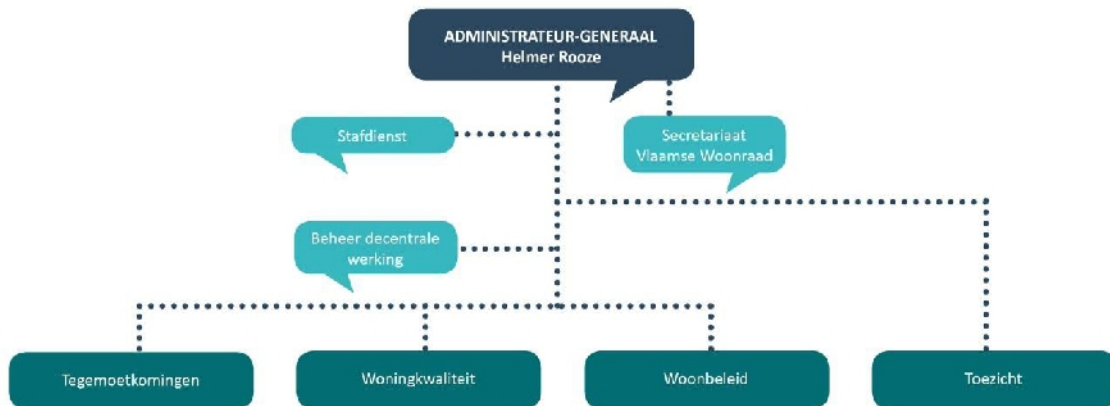 ADMINISTRATEUR-GENERAAL
Helmer Rooze
Stafdienst
Secretariaat
Vlaamse Woonraad
Beheer decentrale
werking
Tegemoetkomingen
Woningkwaliteit
Woonbeleid
Toezicht